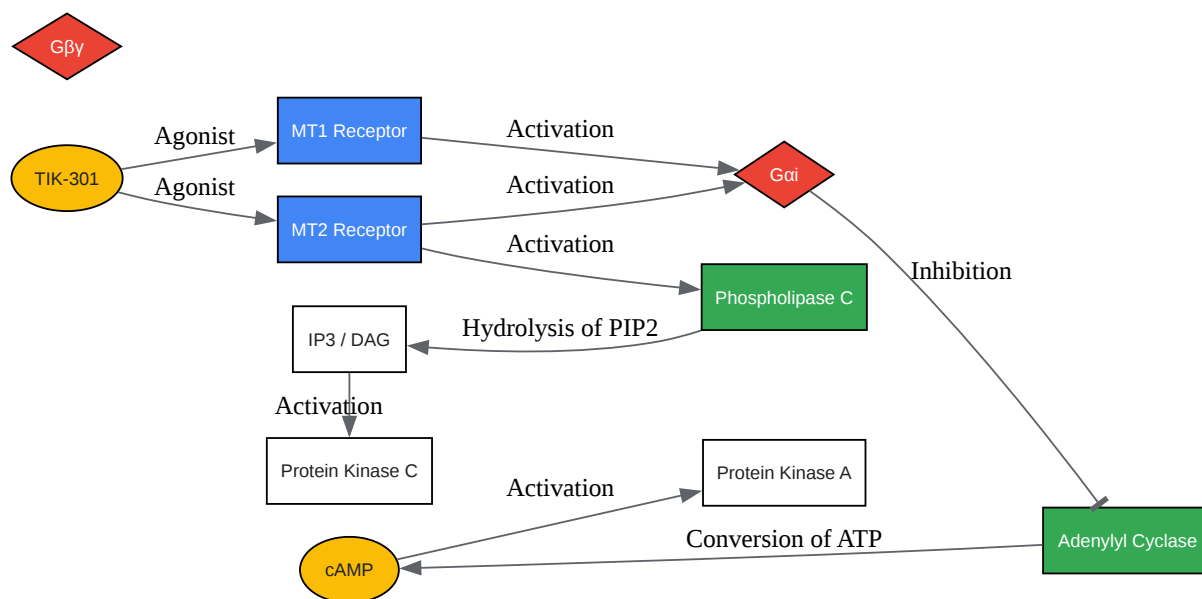 Gβγ
Agonist
MT1 Receptor
Activation
TIK-301
Gαi
Agonist
Activation
MT2 Receptor
Activation
Inhibition
Phospholipase C
Hydrolysis of PIP2
IP3 / DAG
Activation
Protein Kinase C
Protein Kinase A
Activation
Conversion of ATP
Adenylyl Cyclase
cAMP